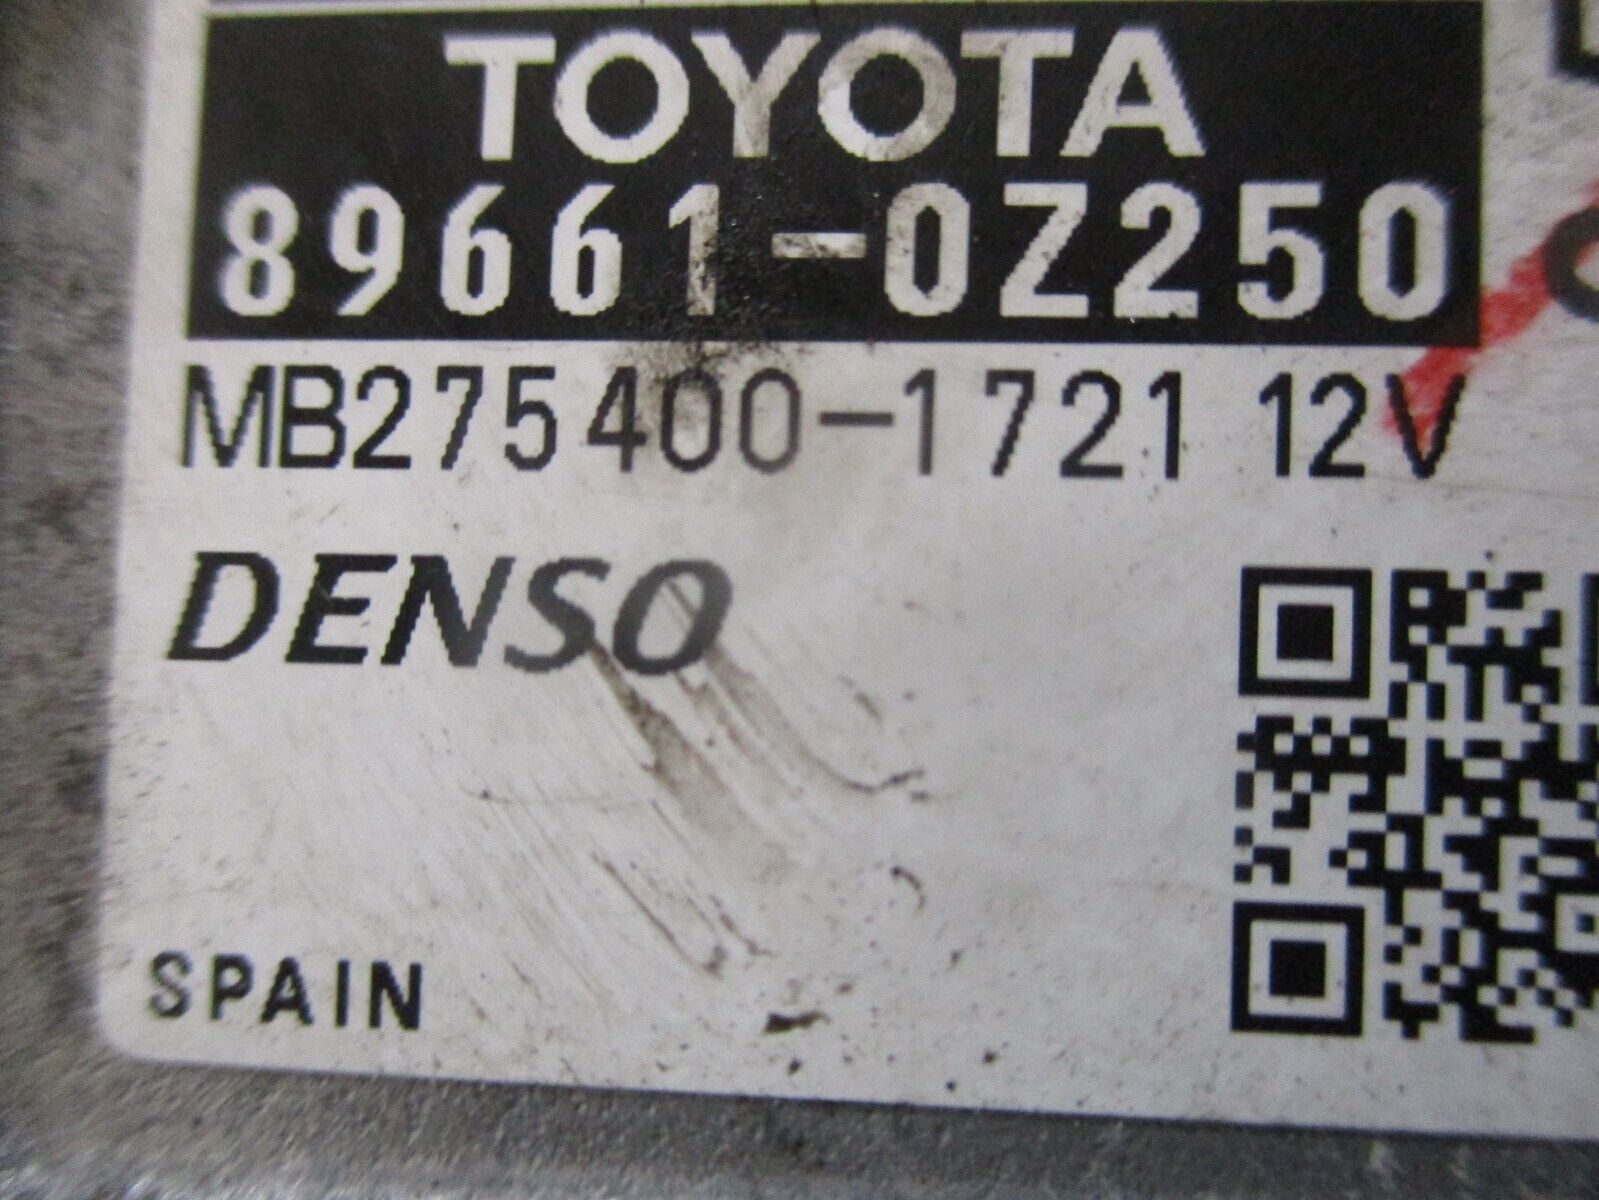 TOYOTA
89661-0Z250
MB275400-1721 12V
DENSO
SPAIN